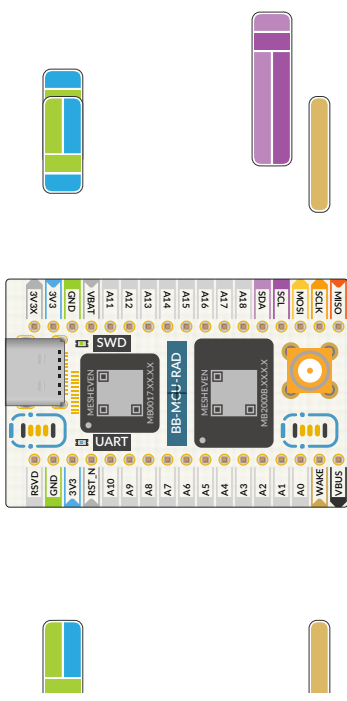 3V3X
3V3
GND
VBAT
A11
A12
A13
A14
A15
A16
A17
A18
SDA
SCL
MOSI
SCLK
MISO
SWD
MESHEVEN
MB0017.XX.X
BB-MCU-RAD
MESHEVEN
MB20008.XX.X.X
UART
RSVD
GND
3V3
RST_N
A10
A9
A8
A7
A6
A5
A4
A3
A2
A1
A0
WAKE
VBUS